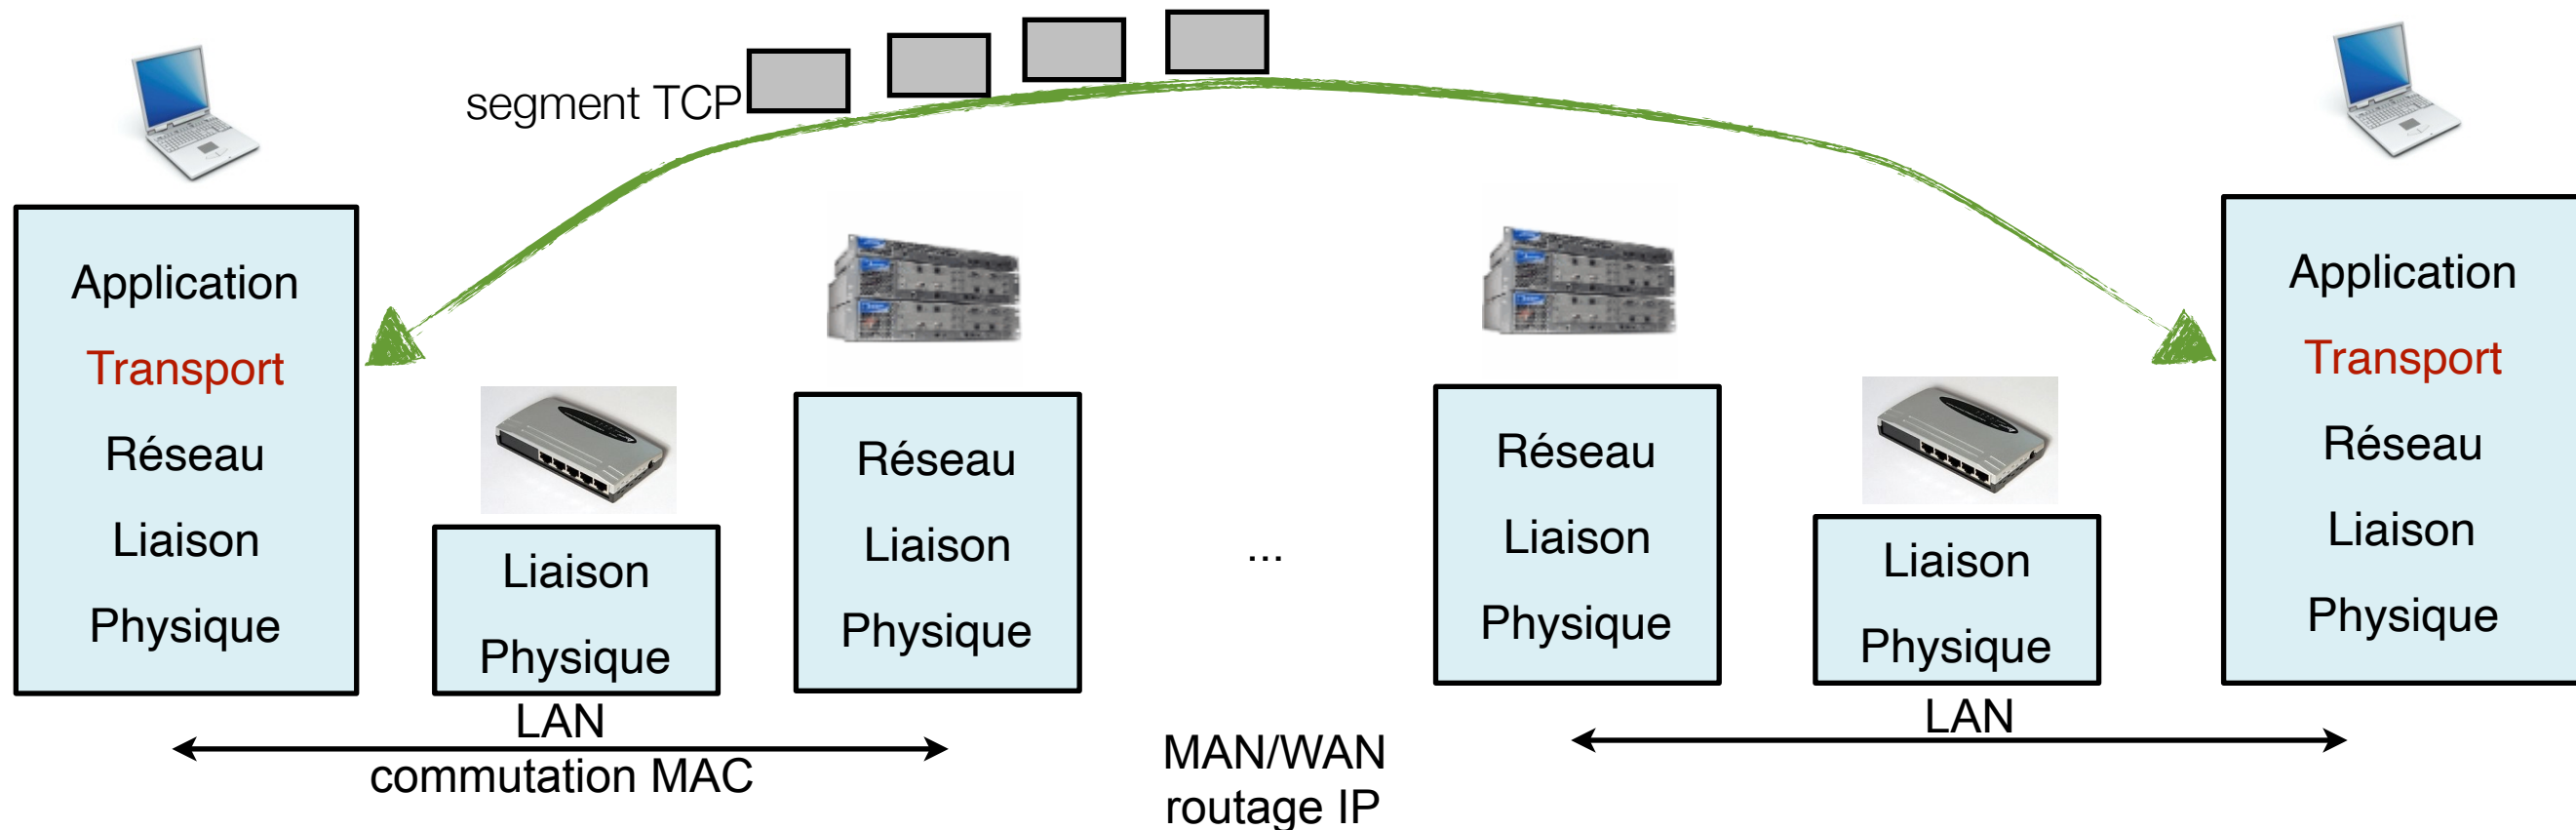 segment TCP
Application
Transport
Réseau
Liaison
Physique
Liaison
Physique
LAN
commutation MAC
Réseau
Liaison
Physique
...
MAN/WAN
routage IP
Réseau
Liaison
Physique
Liaison
Physique
LAN
Application
Transport
Réseau
Liaison
Physique